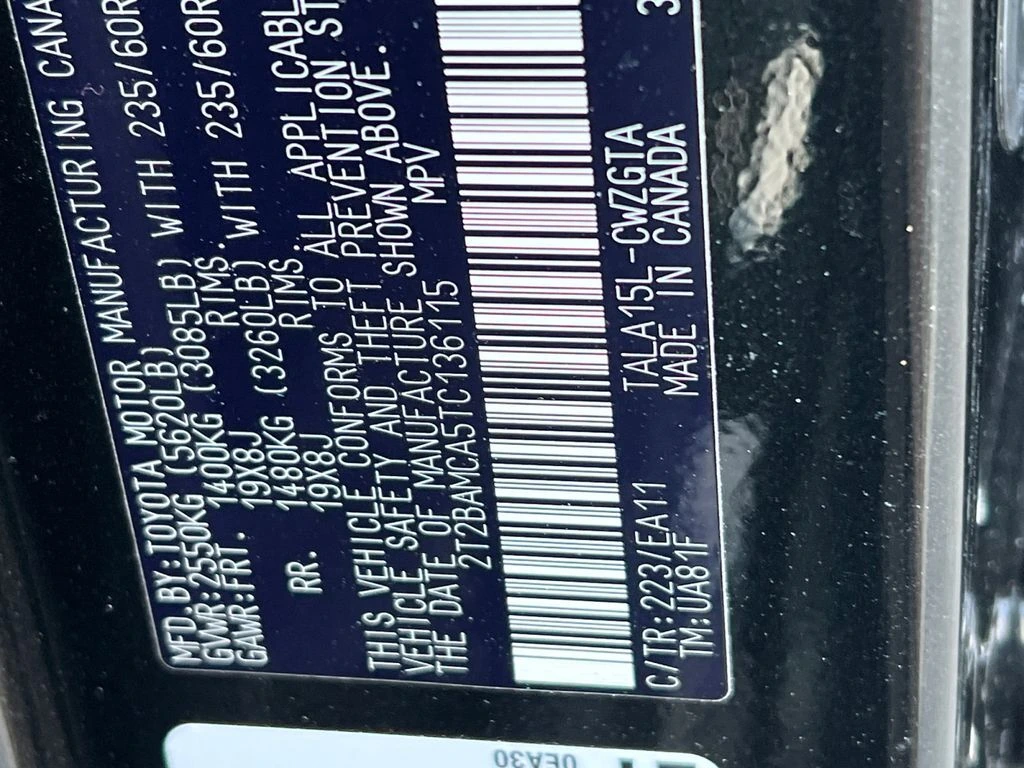 MFD.BY:TOYOTA MOTOR MANUFACTURING CANA
GVWR:2550KG (5620LB)
GAWR:FRT. 1400KG (3085LB) WITH 235/60R
19X8J RIMS.
RR. 1480KG (3260LB) WITH 235/60R
19X8J RIMS.
THIS VEHICLE CONFORMS TO ALL APPLICABL
VEHICLE SAFETY AND THEFT PREVENTION ST
THE DATE OF MANUFACTURE SHOWN ABOVE.
2T2BAMCA5TC136115 MPV
C/TR:223/EA11 TALA15L-CWZGTA
TM:UA81F MADE IN CANADA
0EA30